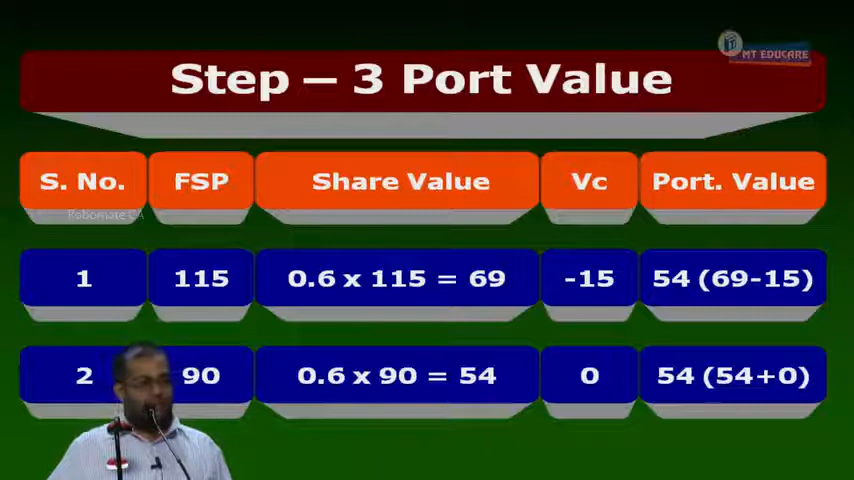 MT EDUCARE
Step – 3 Port Value
S. No. FSP Share Value Vc Port. Value
Robomate CA
1 115 0.6 x 115 = 69 -15 54 (69-15)
2 90 0.6 x 90 = 54 0 54 (54+0)